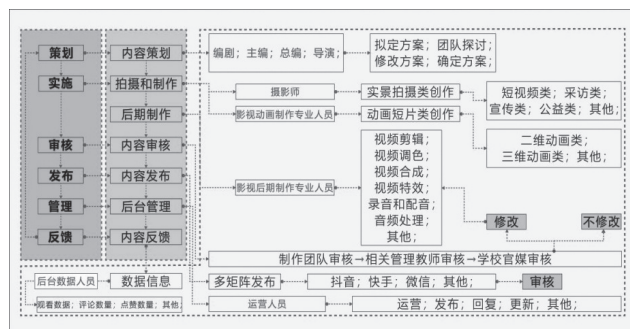 策划
内容策划
编剧；主编；总编；导演；
拟定方案；团队探讨；
修改方案；确定方案；
实施
拍摄和制作
摄影师
实景拍摄类创作
短视频类；采访类；
宣传类；公益类；其他；
后期制作
影视动画制作专业人员
动画短片类创作
二维动画类；
三维动画类；其他；
审核
内容审核
视频剪辑；
视频调色；
视频合成；
视频特效；
录音和配音；
音频处理；
其他；
发布
内容发布
影视后期制作专业人员
管理
后台管理
修改
不修改
反馈
内容反馈
制作团队审核→相关管理教师审核→学校官媒审核
后台数据人员
数据信息
多矩阵发布
抖音；快手；微信；其他；
审核
观看数据；评论数量；点赞数量；其他；
运营人员
运营；发布；回复；更新；其他；